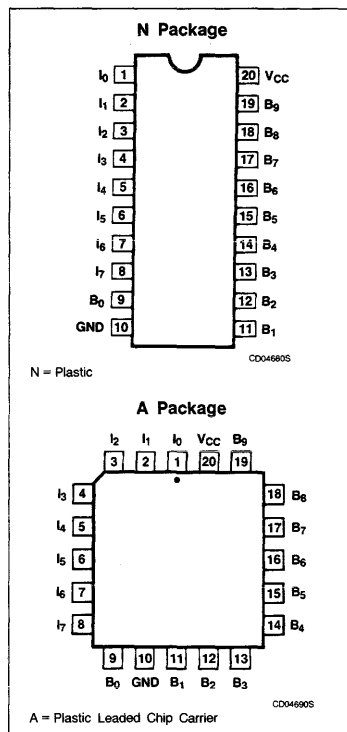 N Package
I0 1 20 VCC
I1 2 19 B9
I2 3 18 B8
I3 4 17 B7
I4 5 16 B6
I5 6 15 B5
i6 7 14 B4
I7 8 13 B3
B0 9 12 B2
GND 10 11 B1
CD04680S
N = Plastic
A Package
I2 I1 I0 VCC B9
3 2 1 20 19
I3 4 18 B8
I4 5 17 B7
I5 6 16 B6
I6 7 15 B5
I7 8 14 B4
9 10 11 12 13
B0 GND B1 B2 B3
CD04690S
A = Plastic Leaded Chip Carrier